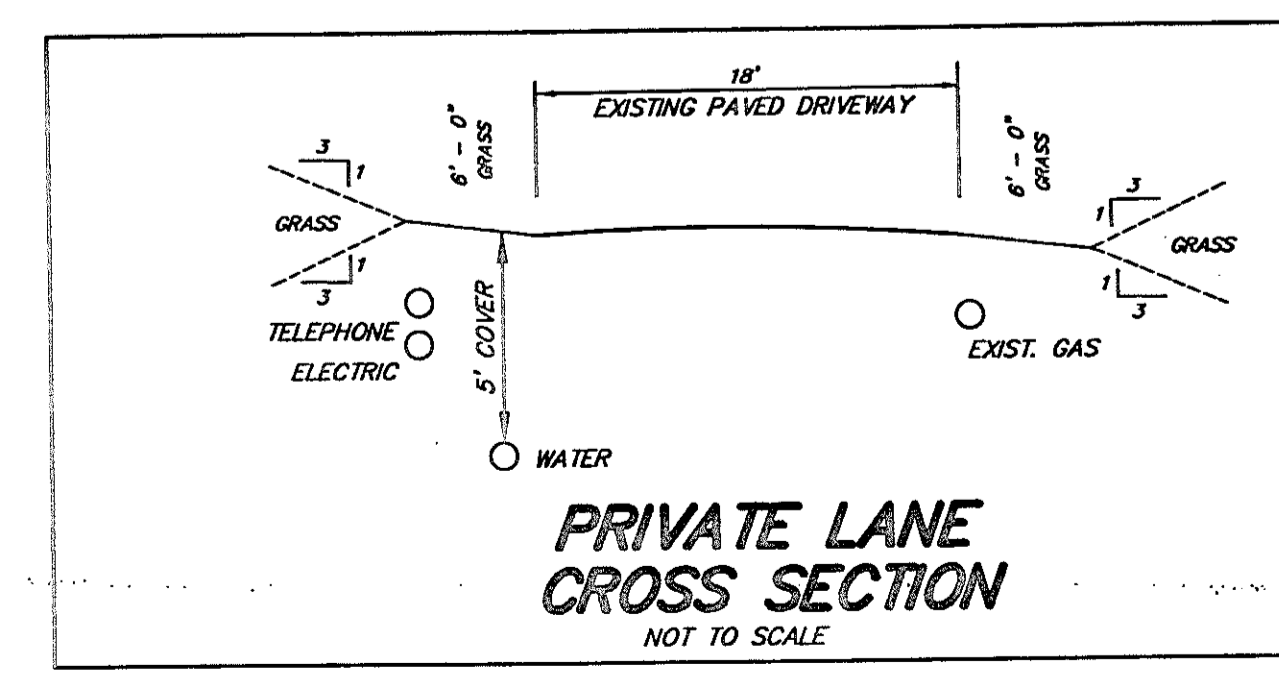 18'
EXISTING PAVED DRIVEWAY
6' - 0"
GRASS
6' - 0"
GRASS
3
1
GRASS
1
3
3
1
GRASS
1
3
TELEPHONE
ELECTRIC
5' COVER
EXIST. GAS
WATER
PRIVATE LANE
CROSS SECTION
NOT TO SCALE